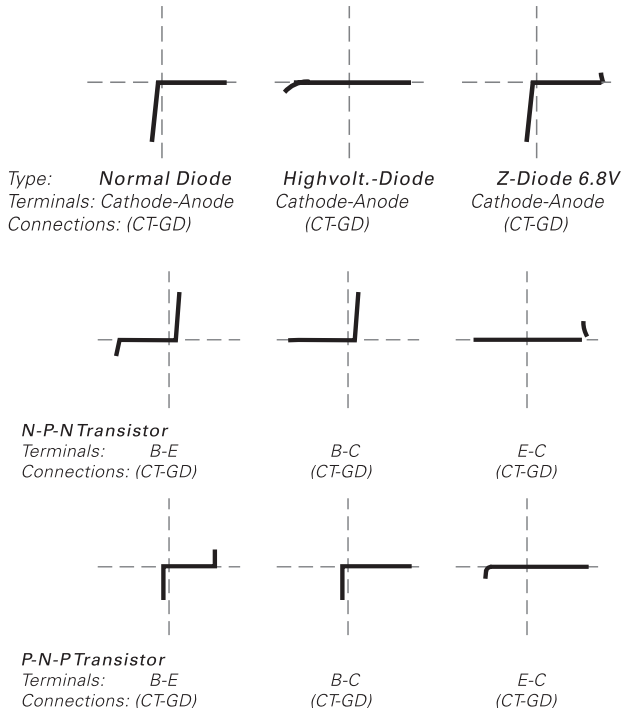 Type: Normal Diode Highvolt.-Diode Z-Diode 6.8V
Terminals: Cathode-Anode Cathode-Anode Cathode-Anode
Connections: (CT-GD) (CT-GD) (CT-GD)
N-P-N Transistor
Terminals: B-E B-C E-C
Connections: (CT-GD) (CT-GD) (CT-GD)
P-N-P Transistor
Terminals: B-E B-C E-C
Connections: (CT-GD) (CT-GD) (CT-GD)